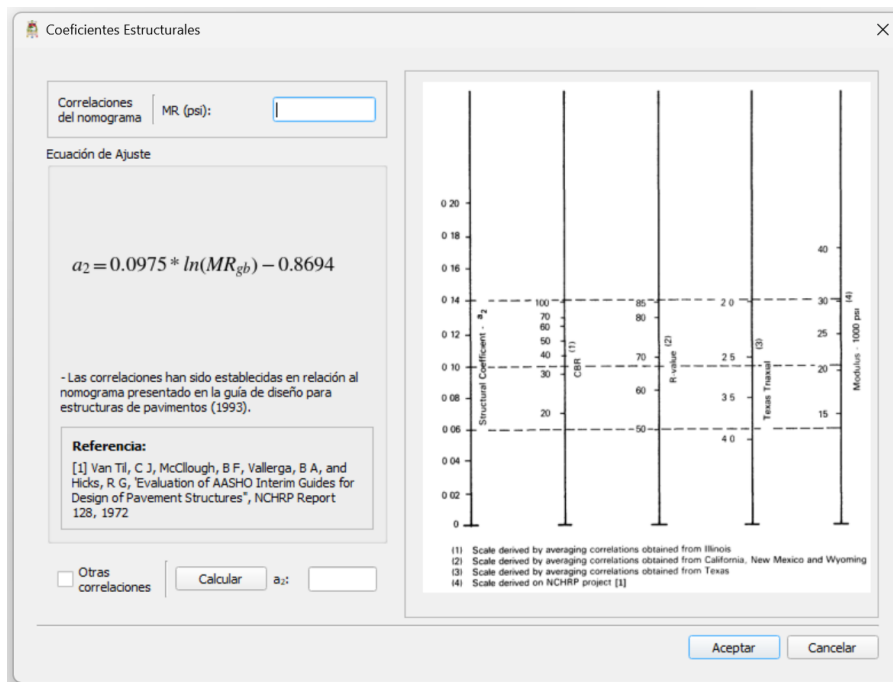 Coeficientes Estructurales
Correlaciones
del nomograma
MR (psi):
Ecuación de Ajuste
a₂ = 0.0975 * ln(MR_gb) − 0.8694
- Las correlaciones han sido establecidas en relación al
nomograma presentado en la guía de diseño para
estructuras de pavimentos (1993).
Referencia:
[1] Van Til, C J, McCllough, B F, Vallerga, B A, and
Hicks, R G, 'Evaluation of AASHO Interim Guides for
Design of Pavement Structures", NCHRP Report
128, 1972
Otras
correlaciones
Calcular
a₂:
0 20
0 18
0 16
0 14
0 12
0 10
0 08
0 06
0 04
0 02
0
Structural Coefficient - a₂
100
70
60
50
40
30
20
(1)
CBR
85
80
70
60
50
(2)
R-value
2 0
2 5
3 5
4 0
(3)
Texas Triaxial
40
30
25
20
15
(4)
Modulus - 1000 psi
(1) Scale derived by averaging correlations obtained from Illinois
(2) Scale derived by averaging correlations obtained from California, New Mexico and Wyoming
(3) Scale derived by averaging correlations obtained from Texas
(4) Scale derived on NCHRP project [1]
Aceptar
Cancelar